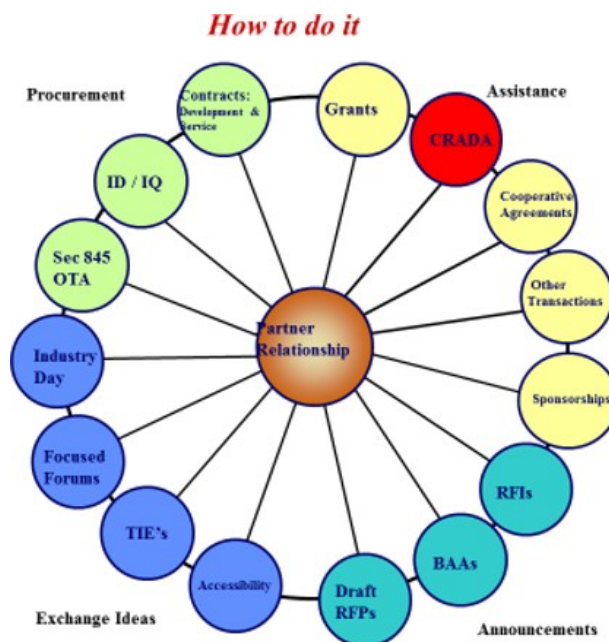 How to do it
Procurement
Assistance
Contracts:
Development &
Service
Grants
CRADA
ID / IQ
Cooperative
Agreements
Sec 845
OTA
Other
Transactions
Partner
Relationship
Industry
Day
Sponsorships
Focused
Forums
RFIs
TIE's
BAAs
Accessibility
Draft
RFPs
Exchange Ideas
Announcements